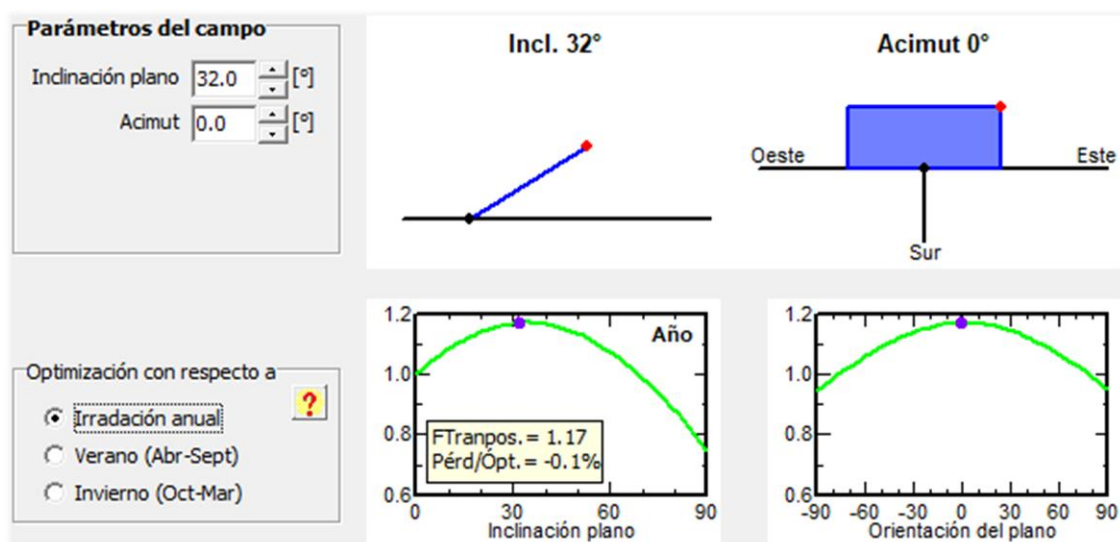 Parámetros del campo
Inclinación plano 32.0 [°]
Acimut 0.0 [°]
Incl. 32°
Acimut 0°
Oeste Este
Sur
Optimización con respecto a
Irradación anual
Verano (Abr-Sept)
Invierno (Oct-Mar)
?
1.2
1.0
0.8
0.6
Año
FTranpos.= 1.17
Pérd/Ópt.= -0.1%
0 30 60 90
Inclinación plano
1.2
1.0
0.8
0.6
-90 -60 -30 0 30 60 90
Orientación del plano